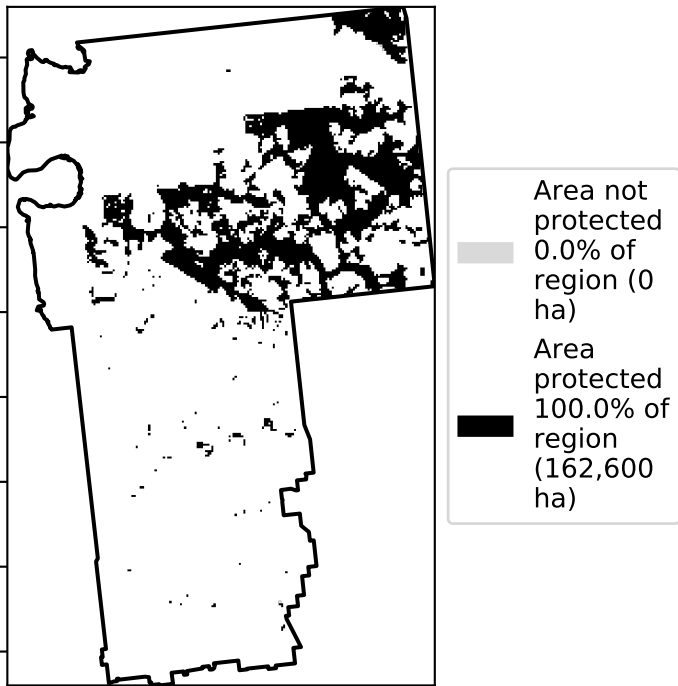 Area not
protected
0.0% of
region (0
ha)
Area
protected
100.0% of
region
(162,600
ha)